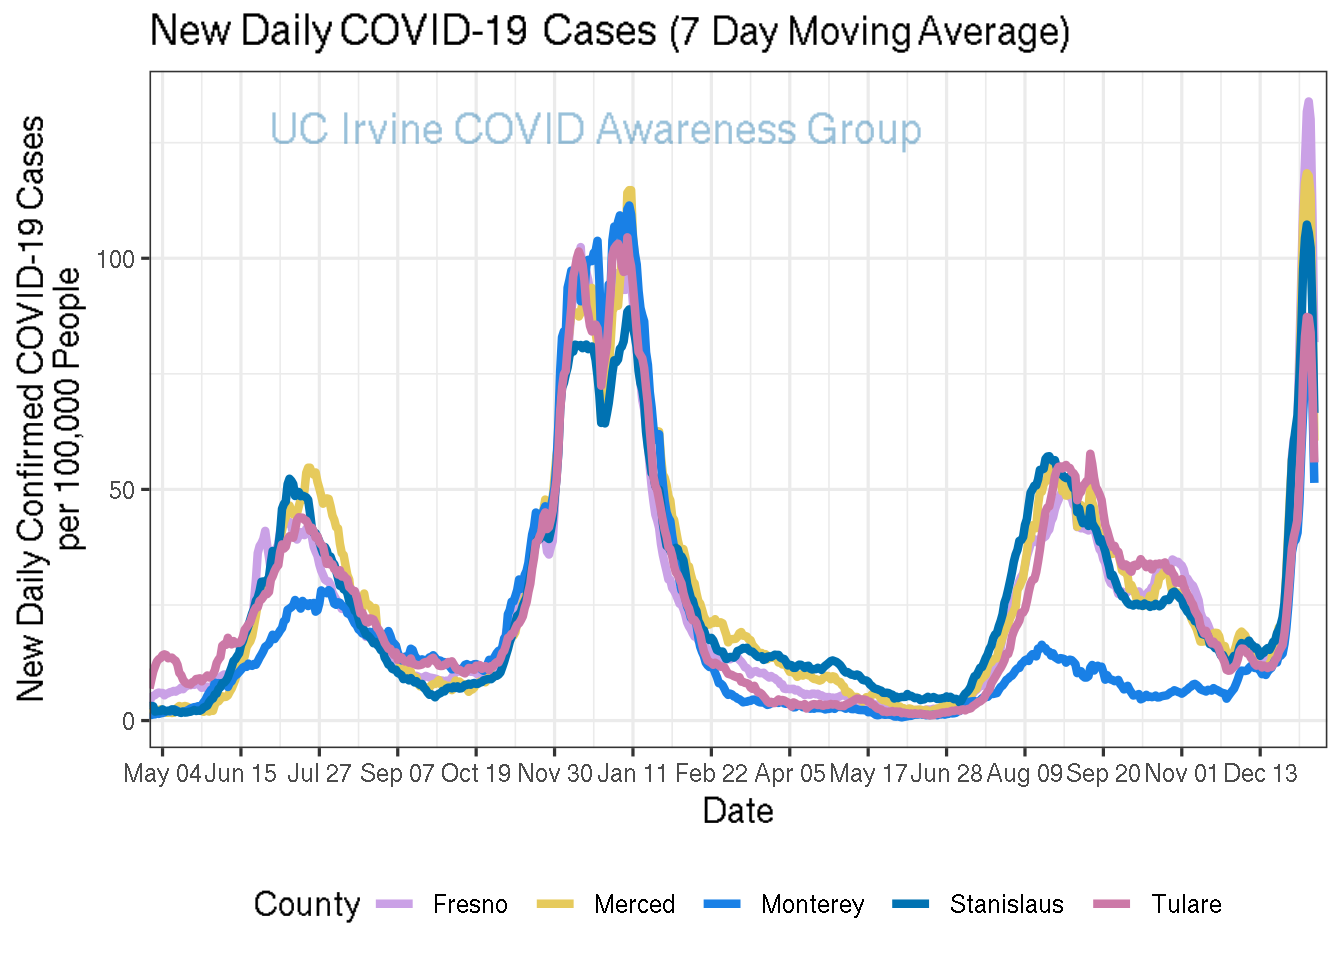 New Daily COVID-19 Cases (7 Day Moving Average)
UC Irvine COVID Awareness Group
New Daily Confirmed COVID-19 Cases
per 100,000 People
100
50
0
May 04 Jun 15 Jul 27 Sep 07 Oct 19 Nov 30 Jan 11 Feb 22 Apr 05 May 17 Jun 28 Aug 09 Sep 20 Nov 01 Dec 13
Date
County Fresno Merced Monterey Stanislaus Tulare